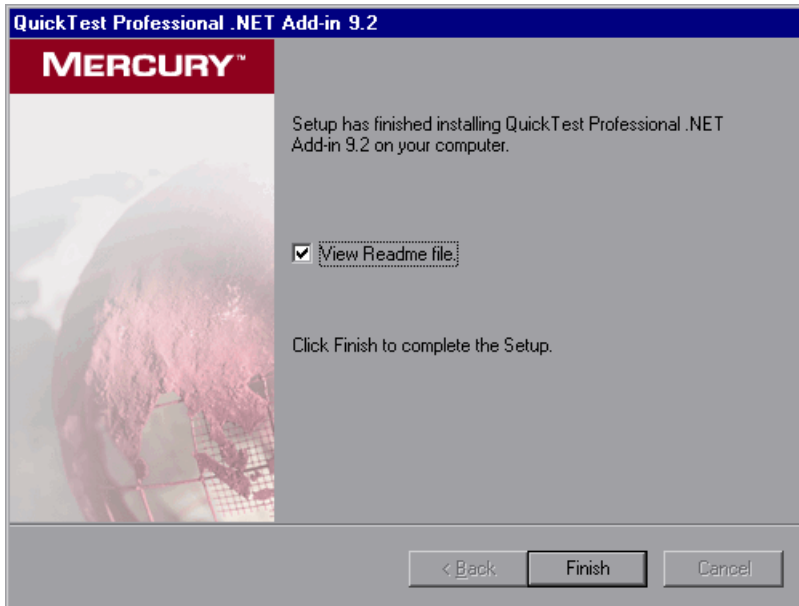 QuickTest Professional .NET Add-in 9.2
MERCURY™
Setup has finished installing QuickTest Professional .NET
Add-in 9.2 on your computer.
View Readme file.
Click Finish to complete the Setup.
< Back
Finish
Cancel